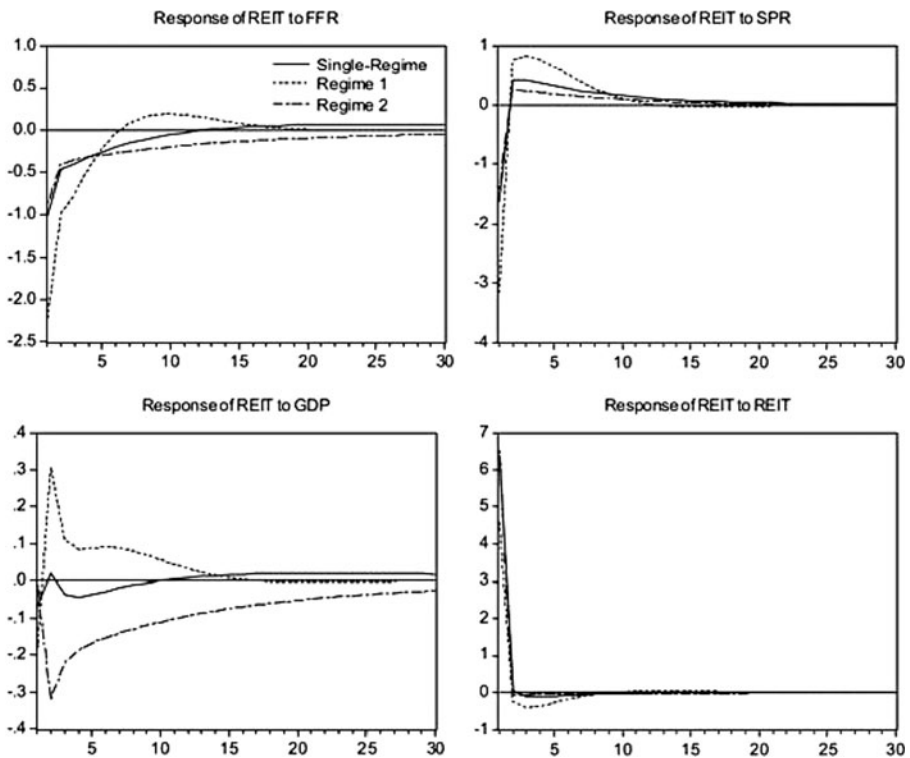 Response of REIT to FFR
1.0
0.5
0.0
-0.5
-1.0
-1.5
-2.0
-2.5
Single-Regime
Regime 1
Regime 2
5 10 15 20 25 30
Response of REIT to SPR
1
0
-1
-2
-3
-4
5 10 15 20 25 30
Response of REIT to GDP
.4
.3
.2
.1
.0
-.1
-.2
-.3
-.4
5 10 15 20 25 30
Response of REIT to REIT
7
6
5
4
3
2
1
0
-1
5 10 15 20 25 30